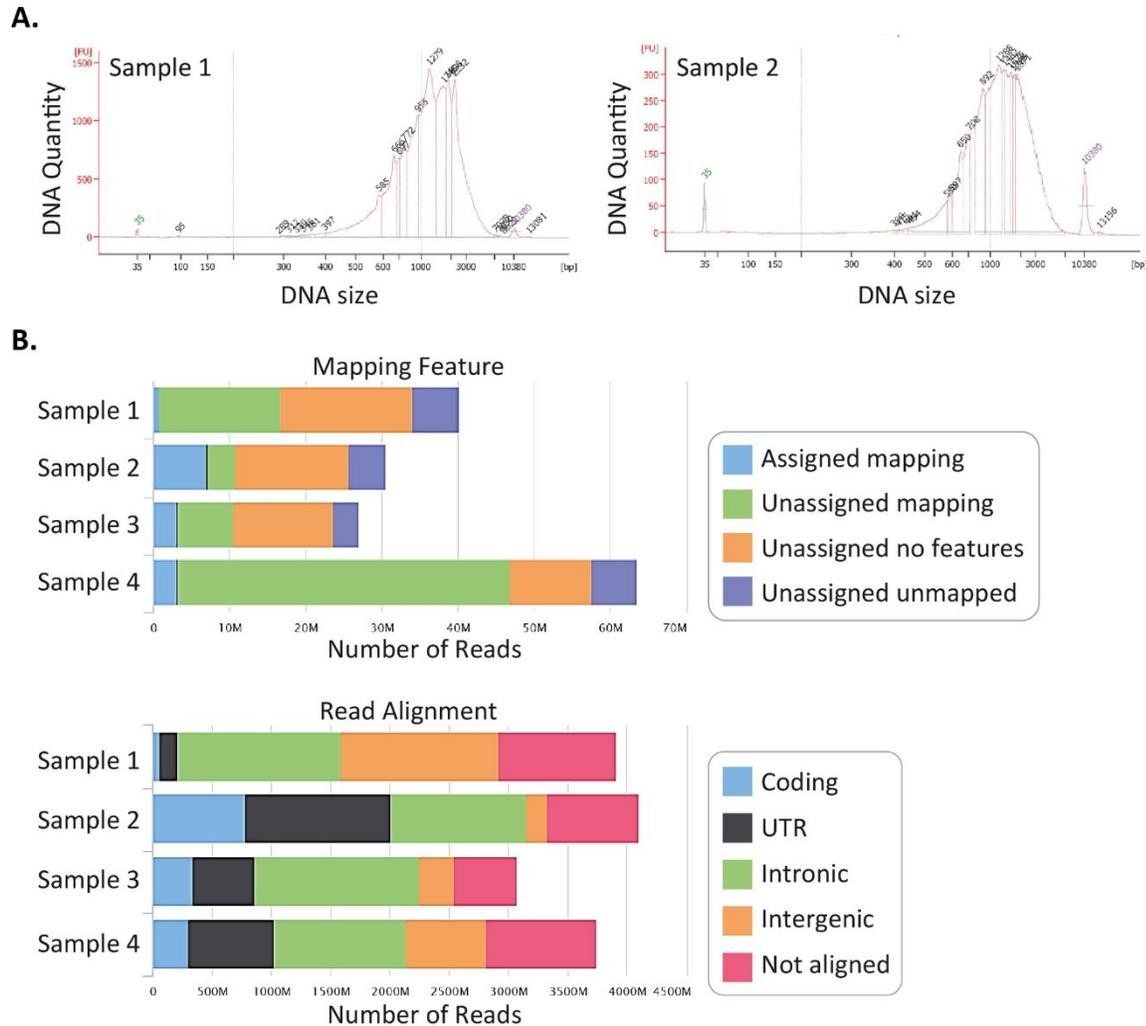 A.
[FU]
Sample 1
1500
1000
500
0
DNA Quantity
1279
955
772
585
397
35
95
10380
13081
35 100 150 300 400 500 600 1000 3000 10380 [bp]
DNA size
[FU]
Sample 2
300
250
200
150
100
50
0
DNA Quantity
892
708
650
35
10380
13156
35 100 150 300 400 500 600 1000 3000 10380 [bp]
DNA size
B.
Mapping Feature
Sample 1
Sample 2
Sample 3
Sample 4
0 10M 20M 30M 40M 50M 60M 70M
Number of Reads
Assigned mapping
Unassigned mapping
Unassigned no features
Unassigned unmapped
Read Alignment
Sample 1
Sample 2
Sample 3
Sample 4
0 500M 1000M 1500M 2000M 2500M 3000M 3500M 4000M 4500M
Number of Reads
Coding
UTR
Intronic
Intergenic
Not aligned